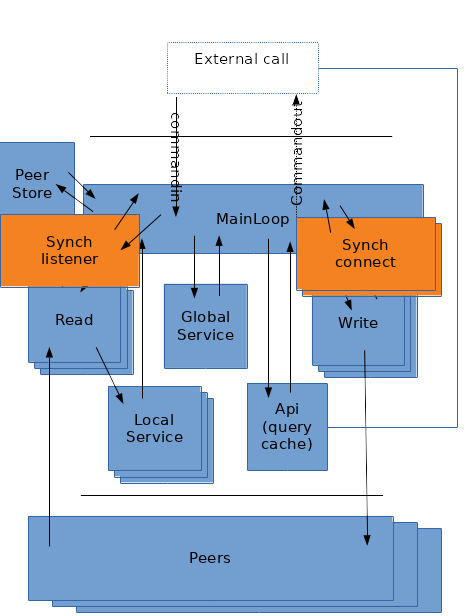 External call
commandin
Commandout
Peer
Store
MainLoop
Synch
listener
Synch
connect
Read
Global
Service
Write
Local
Service
Api
(query
cache)
Peers